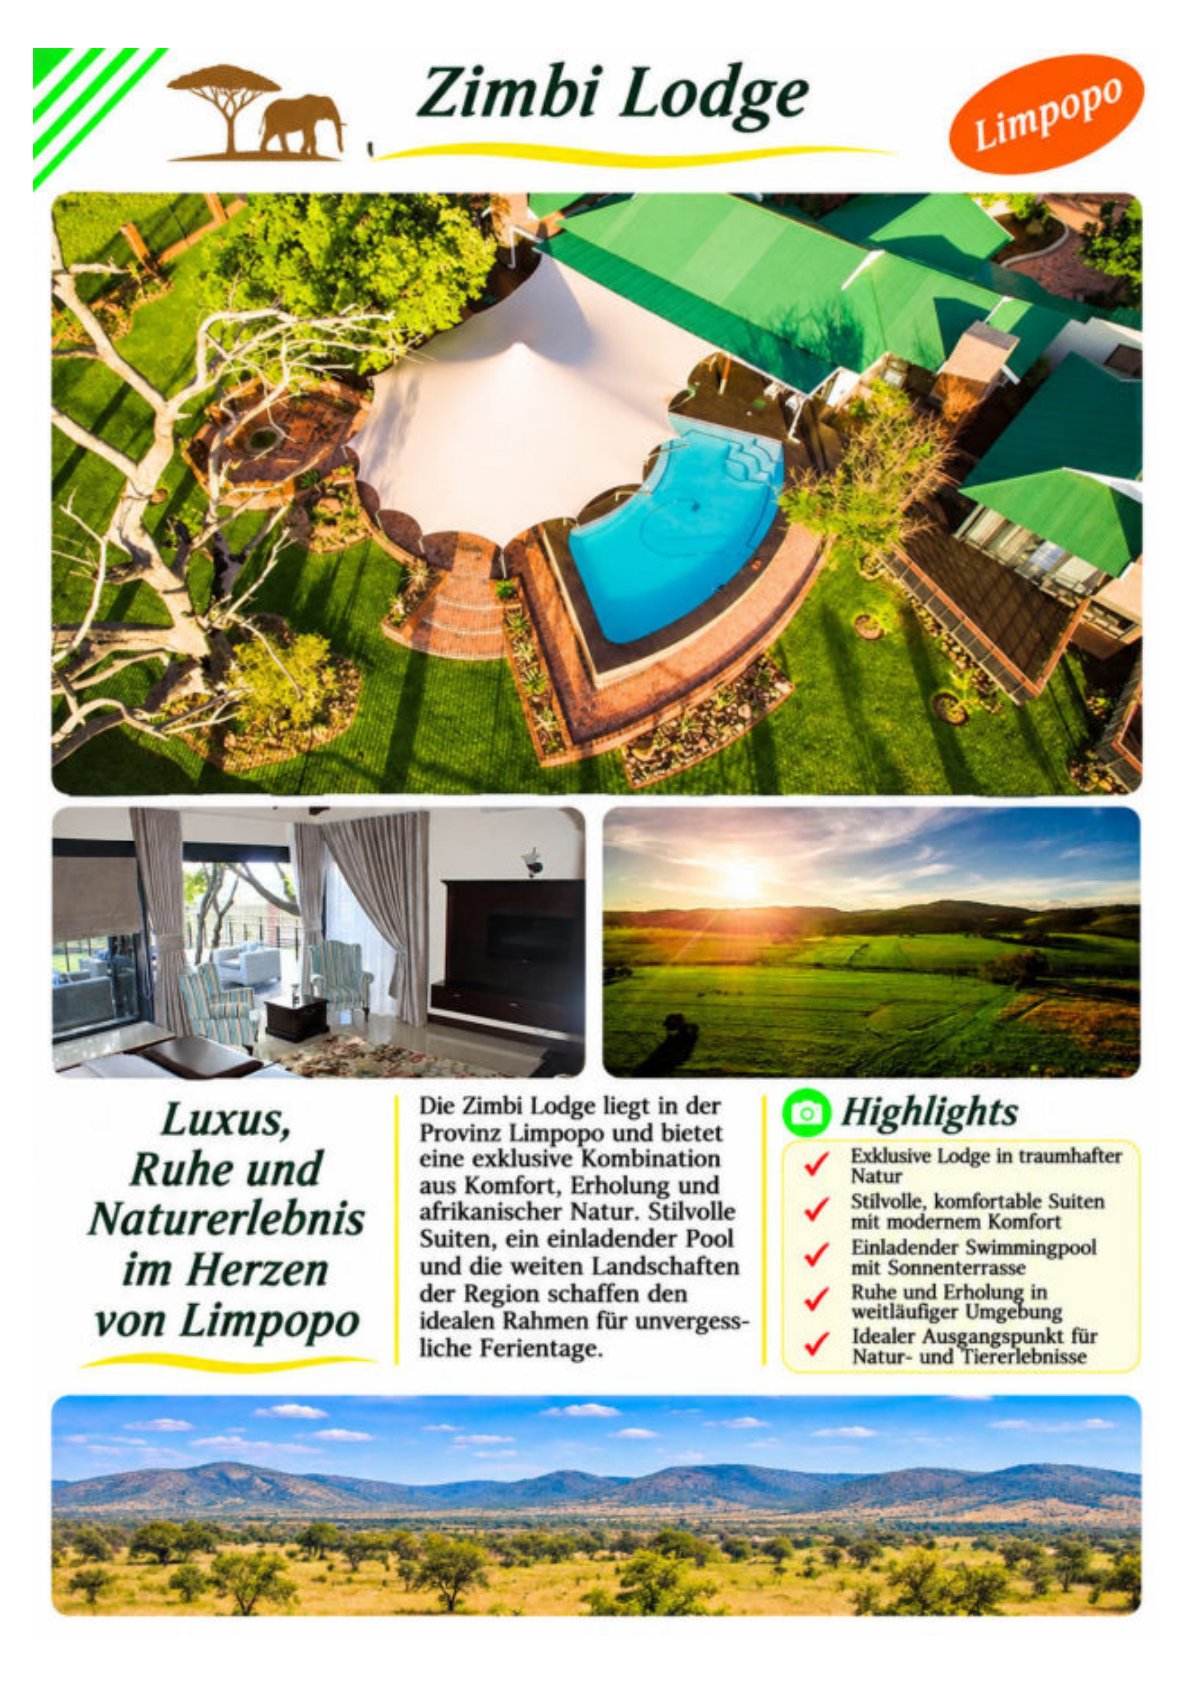 Zimbi Lodge
Limpopo
Luxus,
Ruhe und
Naturerlebnis
im Herzen
von Limpopo
Die Zimbi Lodge liegt in der
Provinz Limpopo und bietet
eine exklusive Kombination
aus Komfort, Erholung und
afrikanischer Natur. Stilvolle
Suiten, ein einladender Pool
und die weiten Landschaften
der Region schaffen den
idealen Rahmen für unvergess-
liche Ferientage.
Highlights
Exklusive Lodge in traumhafter
Natur
Stilvolle, komfortable Suiten
mit modernem Komfort
Einladender Swimmingpool
mit Sonnenterrasse
Ruhe und Erholung in
weitläufiger Umgebung
Idealer Ausgangspunkt für
Natur- und Tiererlebnisse